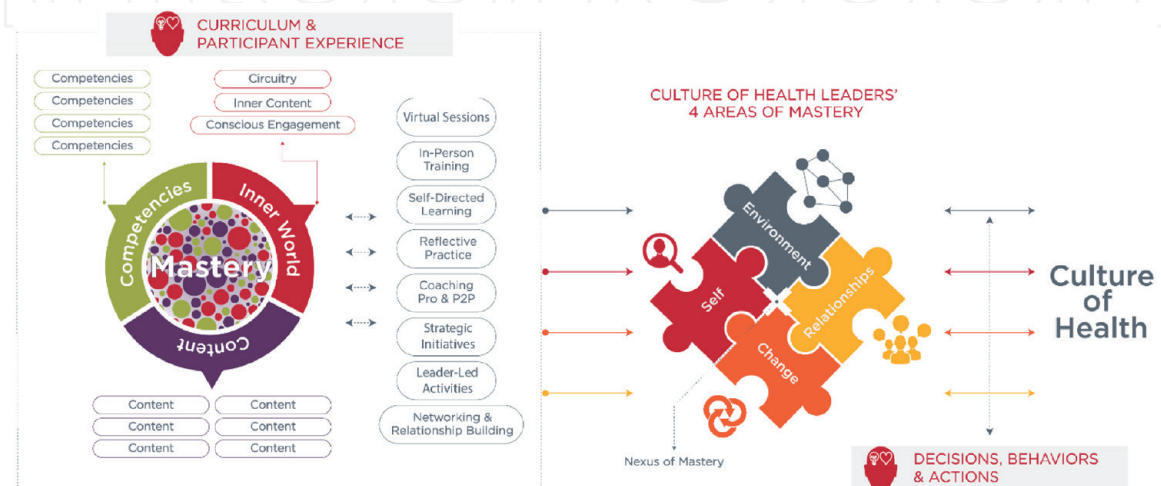 CURRICULUM &
PARTICIPANT EXPERIENCE
Competencies
Competencies
Competencies
Competencies
Circuitry
Inner Content
Conscious Engagement
Competencies
Inner World
Content
Mastery
Content
Content
Content
Content
Content
Content
Virtual Sessions
In-Person
Training
Self-Directed
Learning
Reflective
Practice
Coaching
Pro & P2P
Strategic
Initiatives
Leader-Led
Activities
Networking &
Relationship Building
CULTURE OF HEALTH LEADERS'
4 AREAS OF MASTERY
Environment
Self
Relationships
Change
Nexus of Mastery
Culture
of
Health
DECISIONS, BEHAVIORS
& ACTIONS